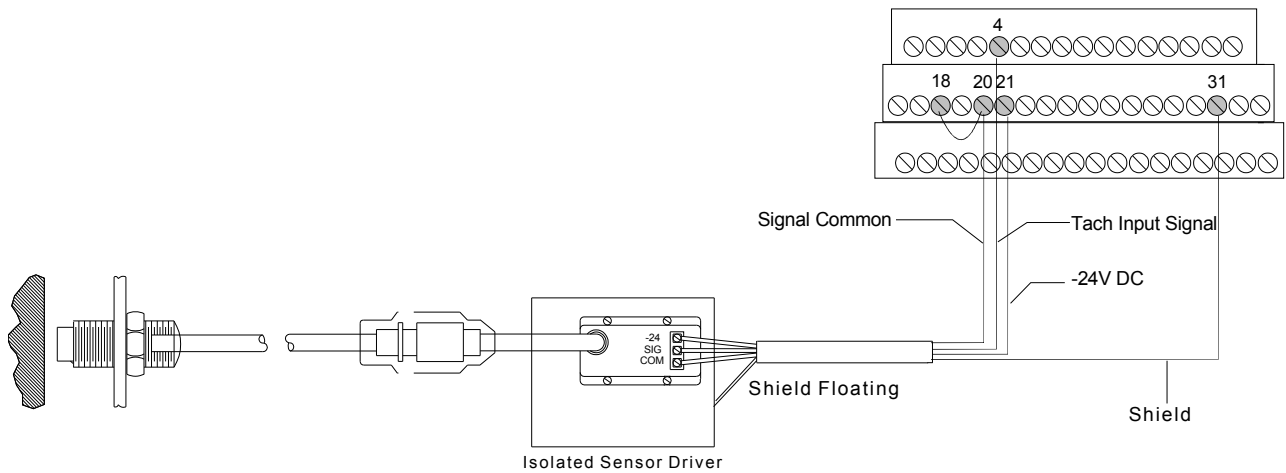 4
18 20 21 31
Signal Common
Tach Input Signal
-24V DC
-24
SIG
COM
Shield Floating
Shield
Isolated Sensor Driver